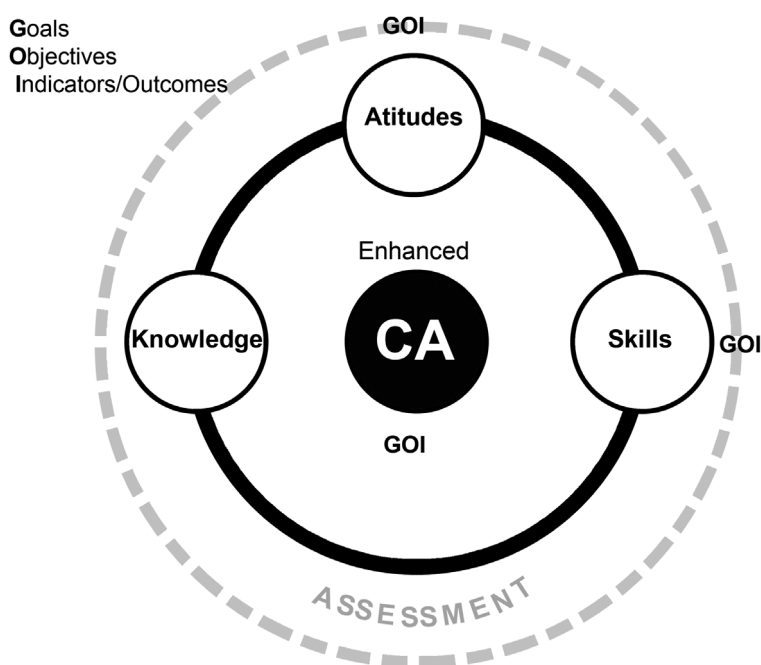 Goals
Objectives
Indicators/Outcomes
GOI
Atitudes
Enhanced
Knowledge
CA
Skills
GOI
GOI
ASSESSMENT